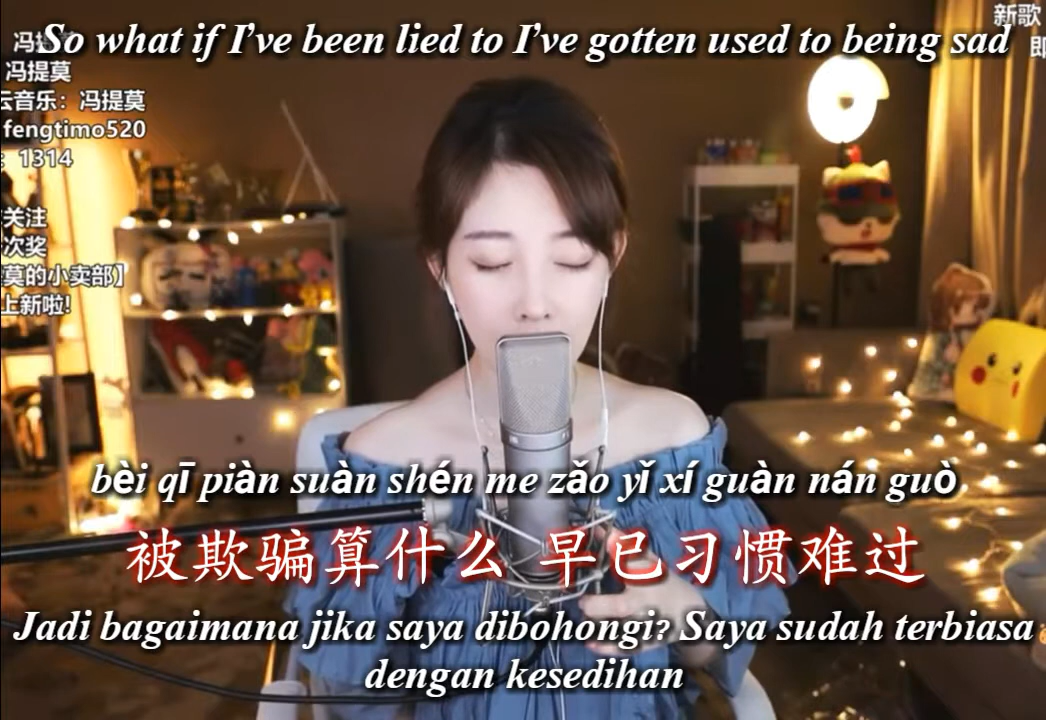 So what if I've been lied to I've gotten used to being sad
新歌
冯提
即
冯提莫
云音乐：冯提莫
fengtimo520
：1314
关注
次奖
莫的小卖部】
上新啦!
bèi qī piàn suàn shén me zǎo yǐ xí guàn nán guò
被欺骗算什么 早已习惯难过
Jadi bagaimana jika saya dibohongi? Saya sudah terbiasa
dengan kesedihan